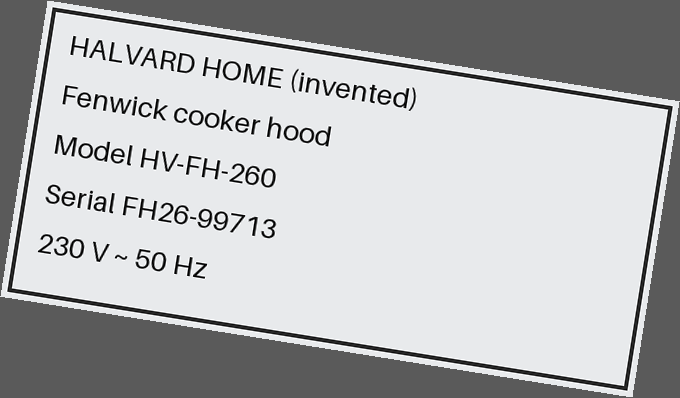 HALVARD HOME (invented)
Fenwick cooker hood
Model HV-FH-260
Serial FH26-99713
230 V ~ 50 Hz